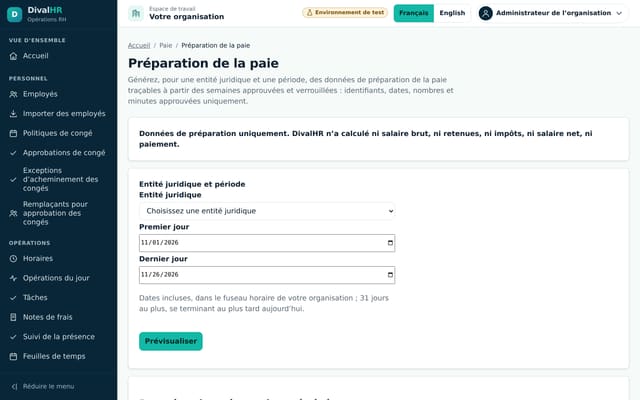 D
DivalHR
Opérations RH
VUE D'ENSEMBLE
Accueil
PERSONNEL
Employés
Importer des employés
Politiques de congé
Approbations de congé
Exceptions
d'acheminement des
congés
Remplaçants pour
approbation des
congés
OPÉRATIONS
Horaires
Opérations du jour
Tâches
Notes de frais
Suivi de la présence
Feuilles de temps
Réduire le menu
Espace de travail
Votre organisation
Environnement de test
Français
English
Administrateur de l'organisation
Accueil / Paie / Préparation de la paie
Préparation de la paie
Générez, pour une entité juridique et une période, des données de préparation de la paie
traçables à partir des semaines approuvées et verrouillées : identifiants, dates, nombres et
minutes approuvées uniquement.
Données de préparation uniquement. DivalHR n'a calculé ni salaire brut, ni retenues, ni impôts, ni salaire net, ni
paiement.
Entité juridique et période
Entité juridique
Choisissez une entité juridique
Premier jour
11/01/2026
Dernier jour
11/26/2026
Dates incluses, dans le fuseau horaire de votre organisation ; 31 jours
au plus, se terminant au plus tard aujourd'hui.
Prévisualiser